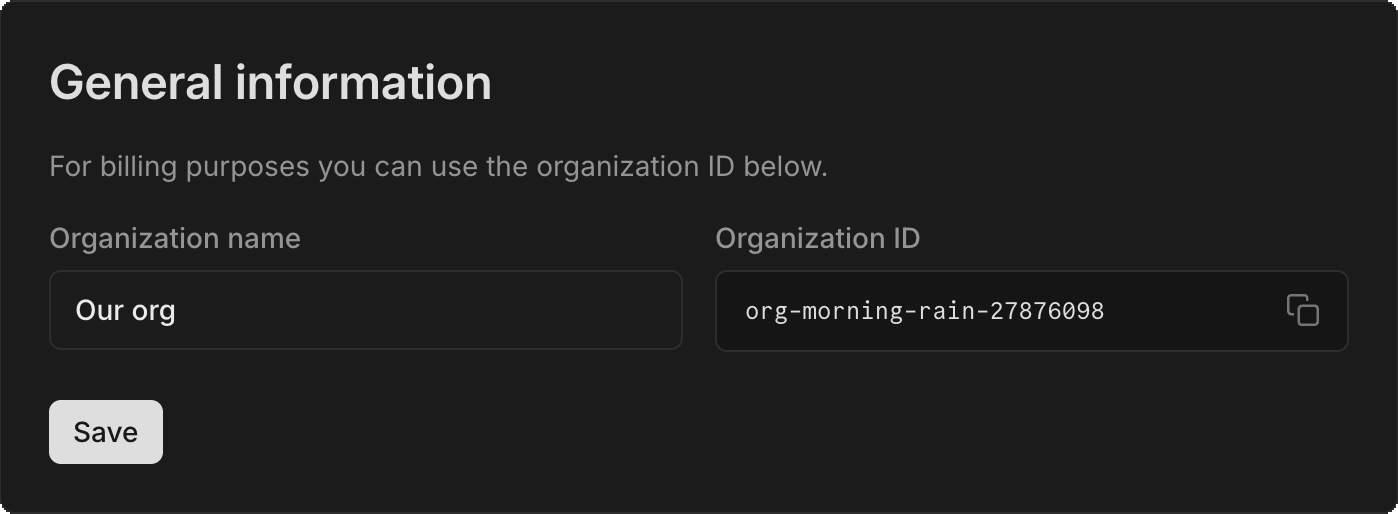 General information
For billing purposes you can use the organization ID below.
Organization name
Organization ID
Our org
org-morning-rain-27876098
Save